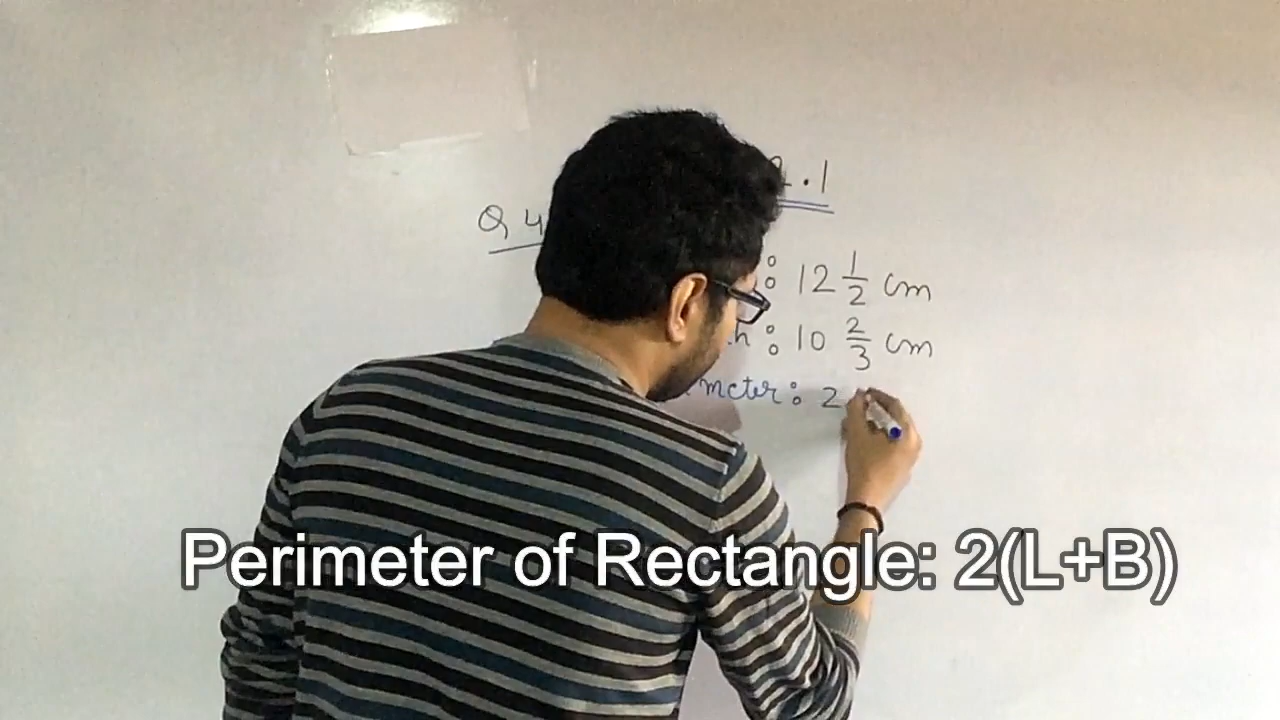 2.1
Q 4
: 12 1/2 cm
: 10 2/3 cm
meter: 2
Perimeter of Rectangle: 2(L+B)